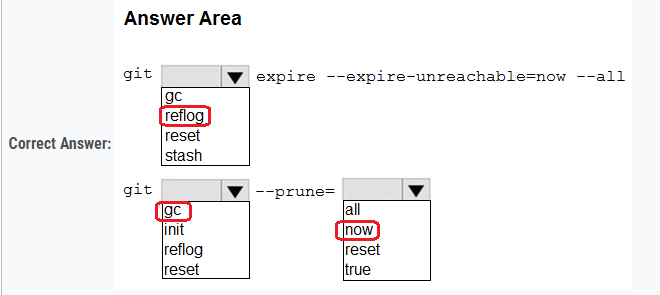 Answer Area
git expire --expire-unreachable=now --all
gc
reflog
Correct Answer:
reset
stash
git --prune=
gc all
init now
reflog reset
reset true